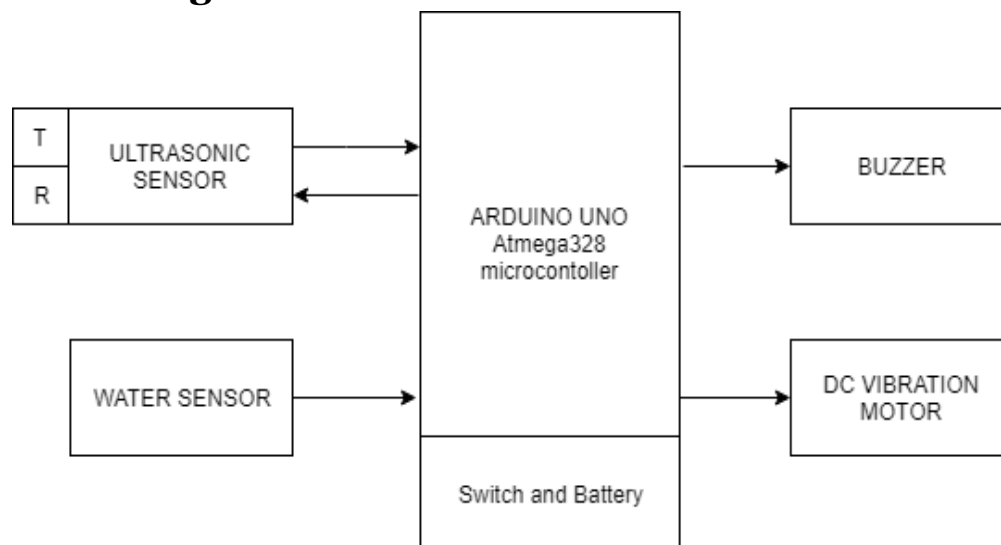 T
R
ULTRASONIC
SENSOR
ARDUINO UNO
Atmega328
microcontoller
BUZZER
WATER SENSOR
DC VIBRATION
MOTOR
Switch and Battery